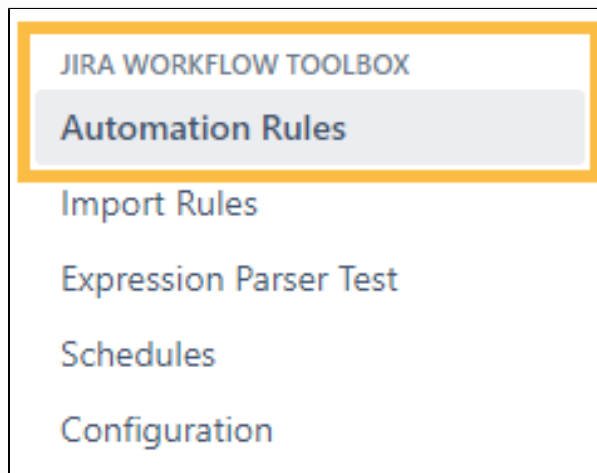 JIRA WORKFLOW TOOLBOX
Automation Rules
Import Rules
Expression Parser Test
Schedules
Configuration